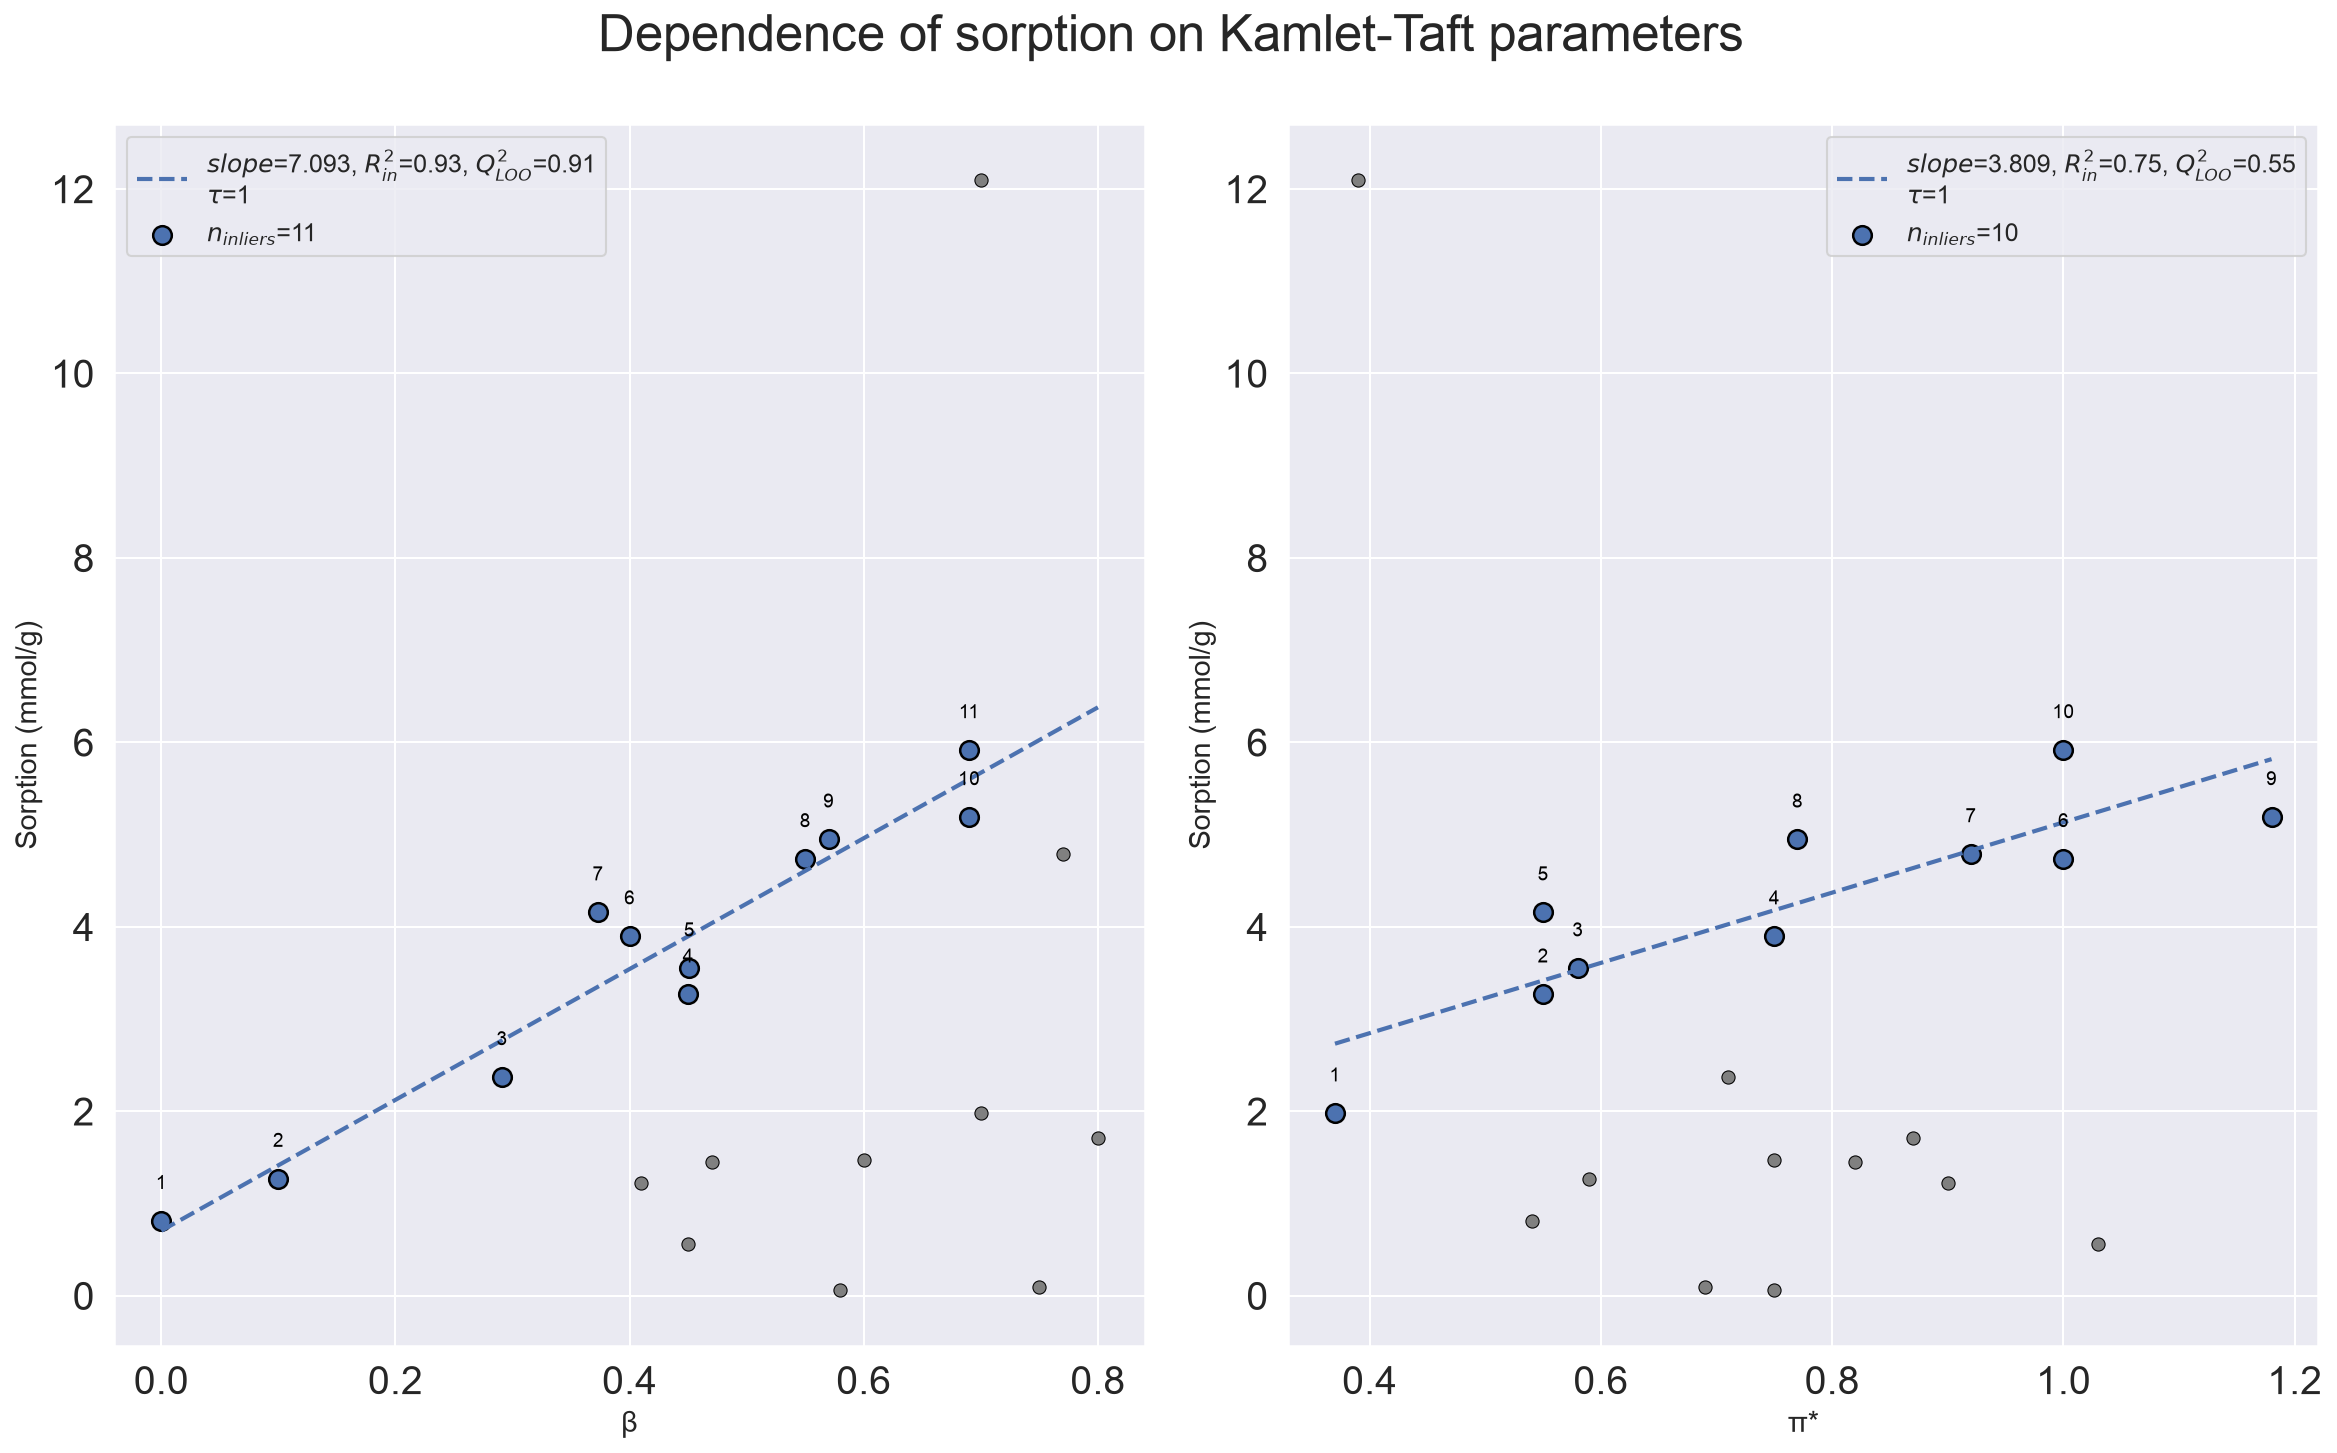 Dependence of sorption on Kamlet-Taft parameters
slope=7.093, R²in=0.93, Q²LOO=0.91
τ=1
ninliers=11
12
10
8
6
4
2
0
Sorption (mmol/g)
1
2
3
4
5
6
7
8
9
10
11
0.0 0.2 0.4 0.6 0.8
β
slope=3.809, R²in=0.75, Q²LOO=0.55
τ=1
ninliers=10
12
10
8
6
4
2
0
Sorption (mmol/g)
1
2
3
4
5
6
7
8
9
10
0.4 0.6 0.8 1.0 1.2
π*